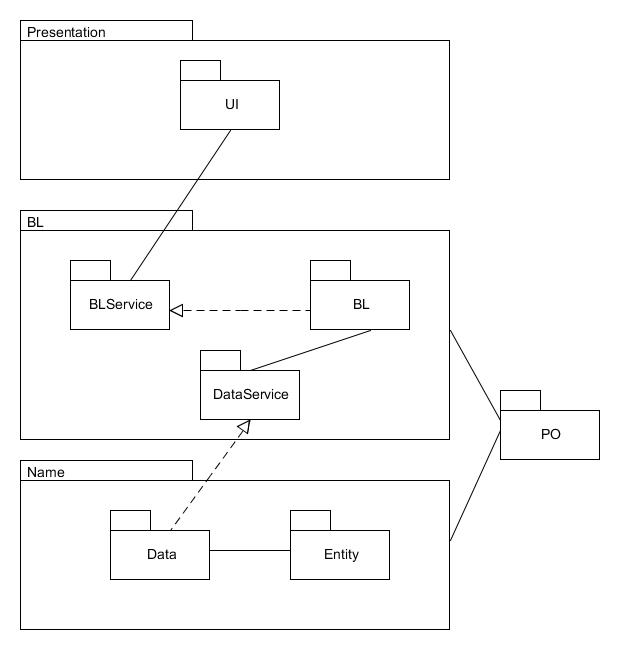 Presentation
UI
BL
BLService
BL
DataService
PO
Name
Data
Entity